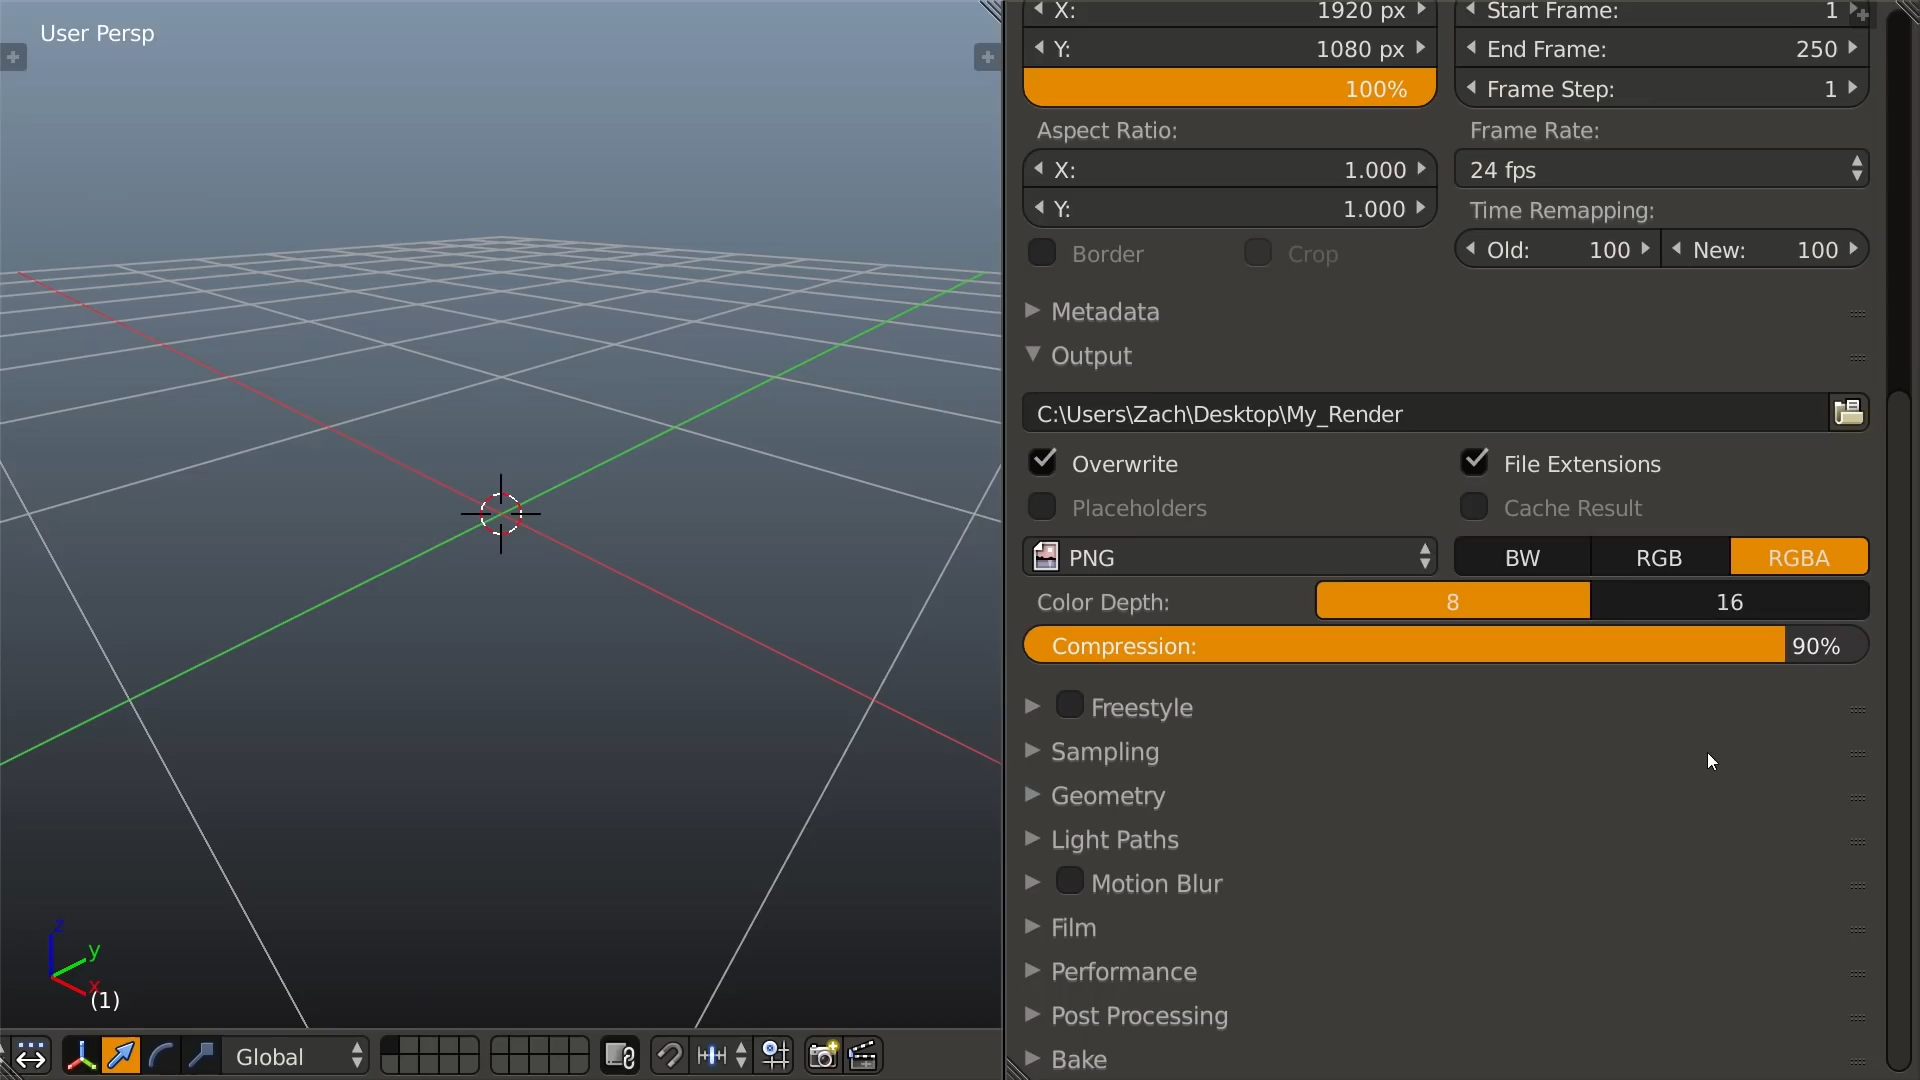 User Persp
X: 1920 px
Y: 1080 px
100%
Start Frame: 1
End Frame: 250
Frame Step: 1
Aspect Ratio:
X: 1.000
Y: 1.000
Border Crop
Frame Rate:
24 fps
Time Remapping:
Old: 100 New: 100
Metadata
Output
C:\Users\Zach\Desktop\My_Render
Overwrite File Extensions
Placeholders Cache Result
PNG BW RGB RGBA
Color Depth: 8 16
Compression: 90%
Freestyle
Sampling
Geometry
Light Paths
Motion Blur
Film
Performance
Post Processing
Bake
z
y
x
(1)
Global